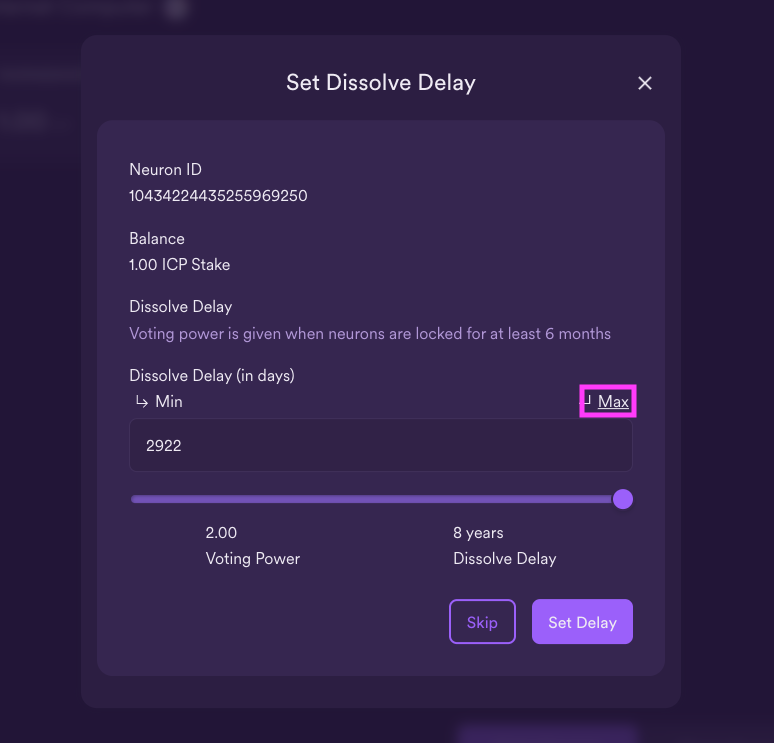 Set Dissolve Delay
Neuron ID
10434224435255969250
Balance
1.00 ICP Stake
Dissolve Delay
Voting power is given when neurons are locked for at least 6 months
Dissolve Delay (in days)
Min Max
2922
2.00 8 years
Voting Power Dissolve Delay
Skip Set Delay